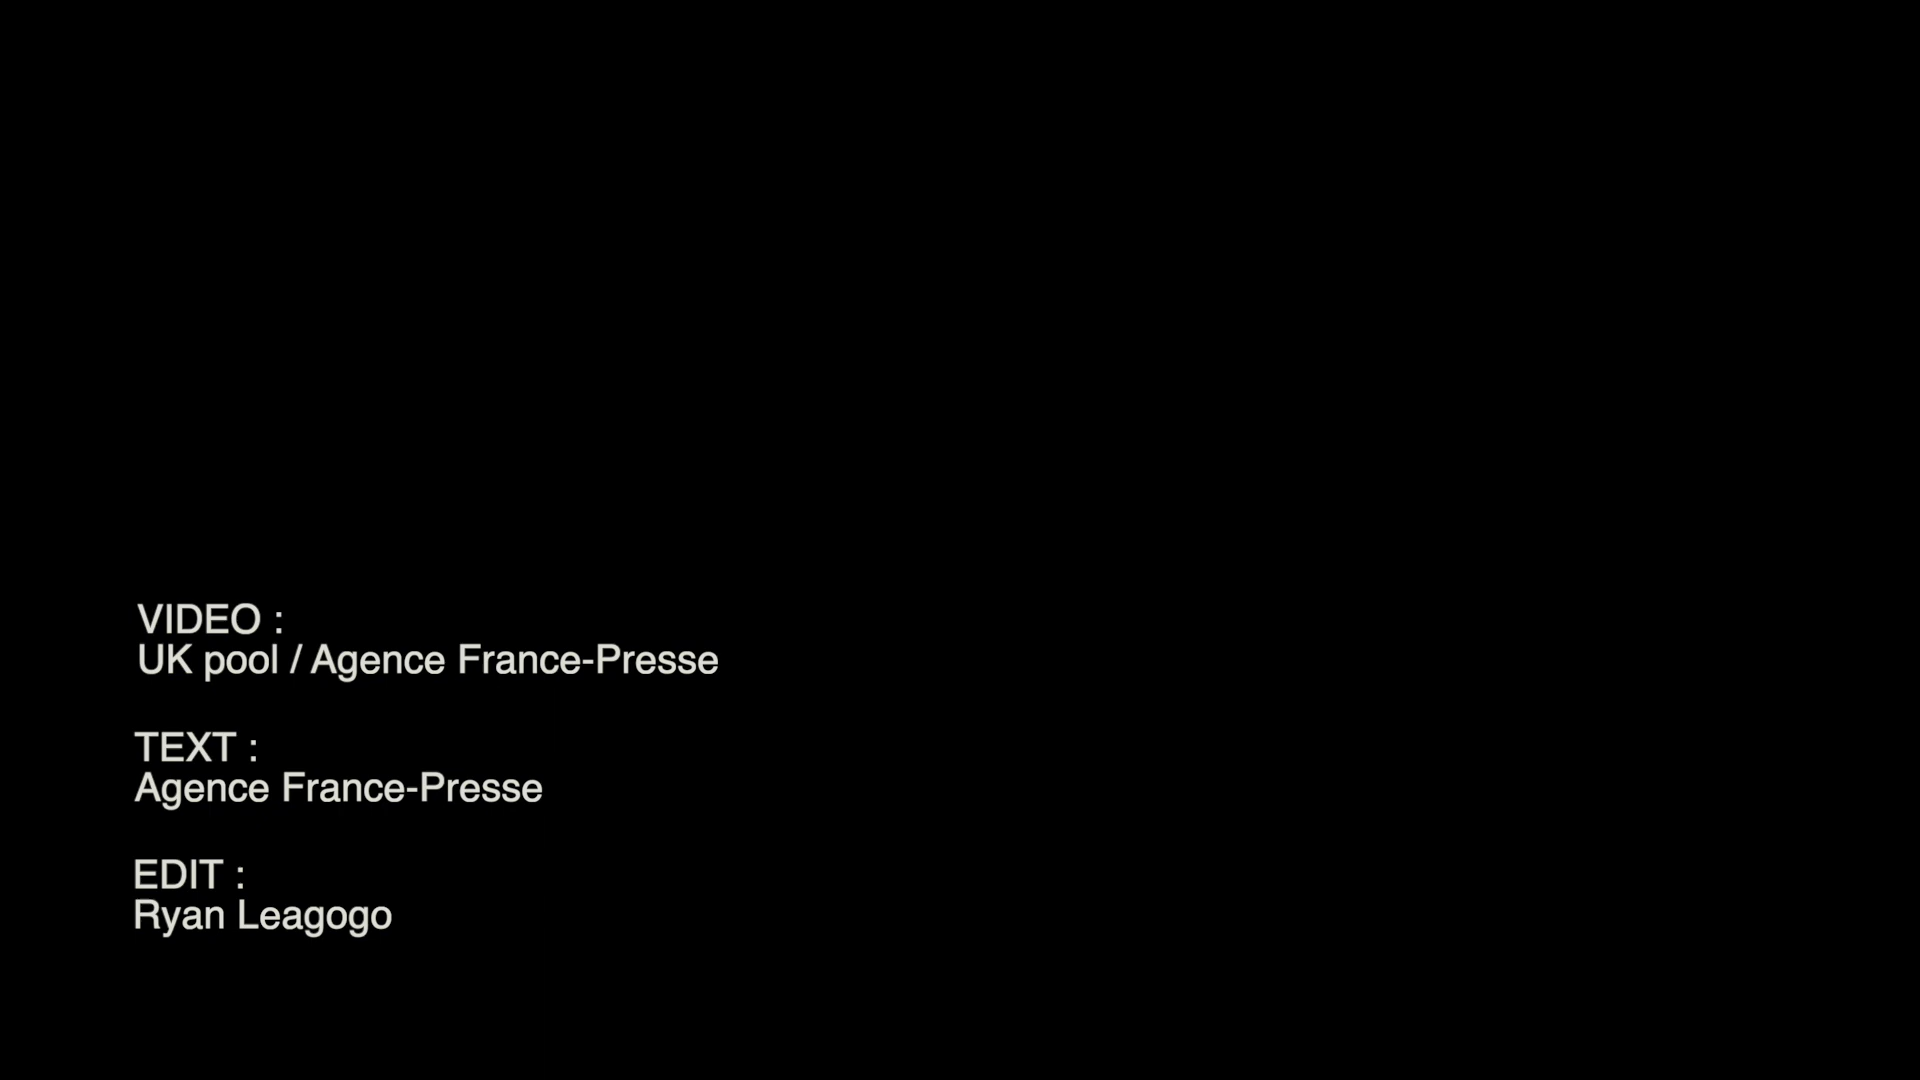 VIDEO :
UK pool / Agence France-Presse
TEXT :
Agence France-Presse
EDIT :
Ryan Leagogo